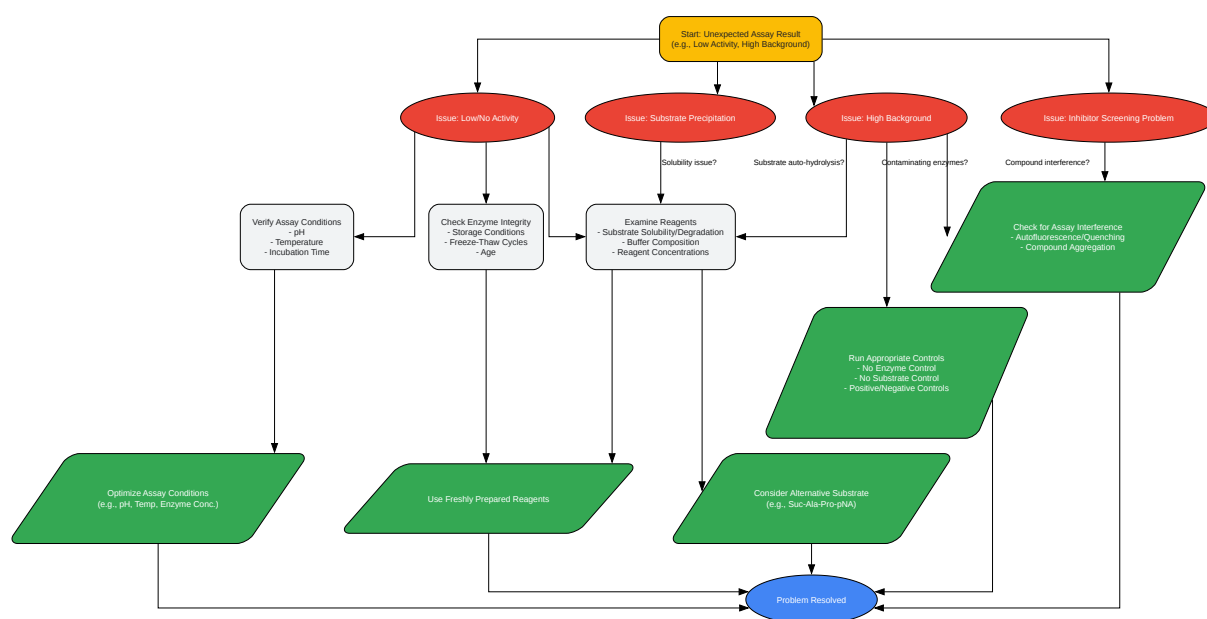 Start: Unexpected Assay Result
(e.g., Low Activity, High Background)
Issue: Low/No Activity
Issue: Substrate Precipitation
Issue: High Background
Issue: Inhibitor Screening Problem
Solubility issue?
Substrate auto-hydrolysis?
Contaminating enzymes?
Compound interference?
Verify Assay Conditions
- pH
- Temperature
- Incubation Time
Check Enzyme Integrity
- Storage Conditions
- Freeze-Thaw Cycles
- Age
Examine Reagents
- Substrate Solubility/Degradation
- Buffer Composition
- Reagent Concentrations
Check for Assay Interference
- Autofluorescence/Quenching
- Compound Aggregation
Run Appropriate Controls
- No Enzyme Control
- No Substrate Control
- Positive/Negative Controls
Optimize Assay Conditions
(e.g., pH, Temp, Enzyme Conc.)
Use Freshly Prepared Reagents
Consider Alternative Substrate
(e.g., Suc-Ala-Pro-pNA)
Problem Resolved